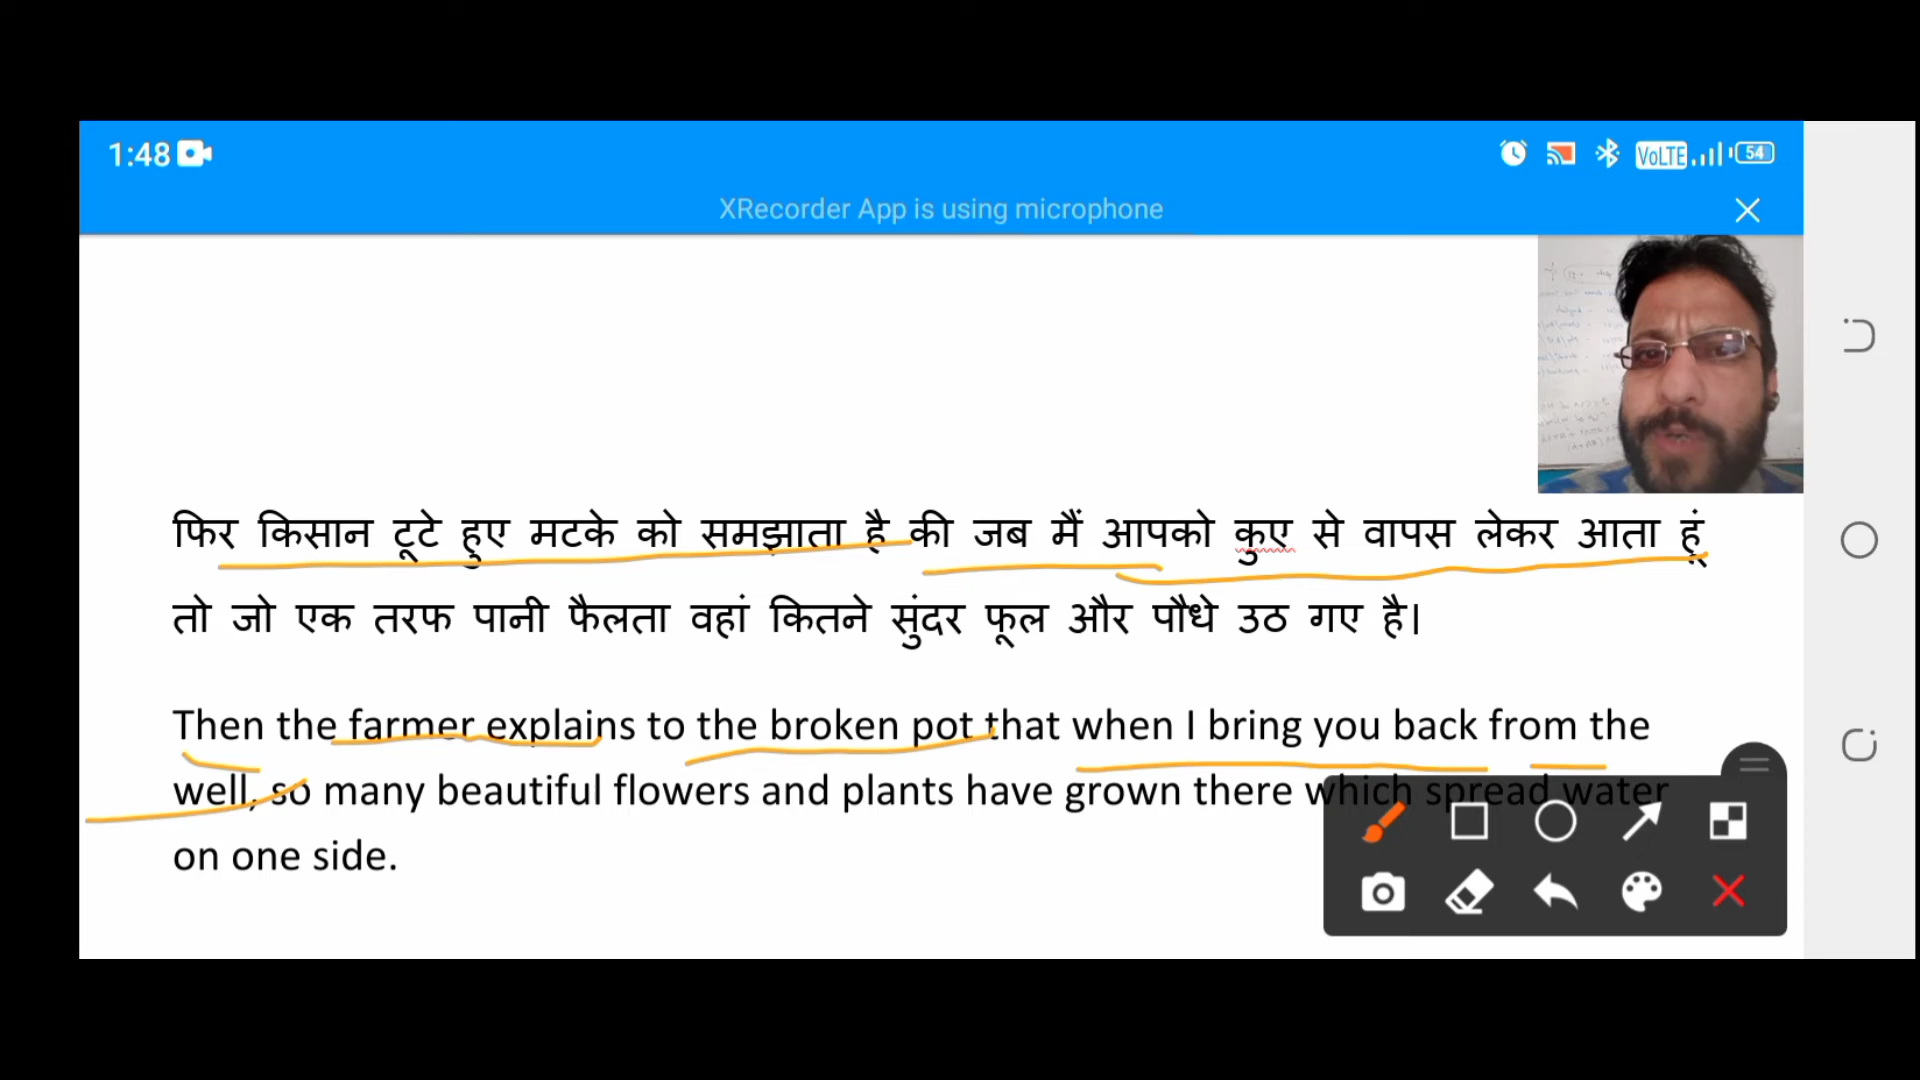 1:48
VoLTE
54
XRecorder App is using microphone
फिर किसान टूटे हुए मटके को समझाता है की जब मैं आपको कुए से वापस लेकर आता हूं
तो जो एक तरफ पानी फैलता वहां कितने सुंदर फूल और पौधे उठ गए है।
Then the farmer explains to the broken pot that when I bring you back from the
well, so many beautiful flowers and plants have grown there which spread water
on one side.